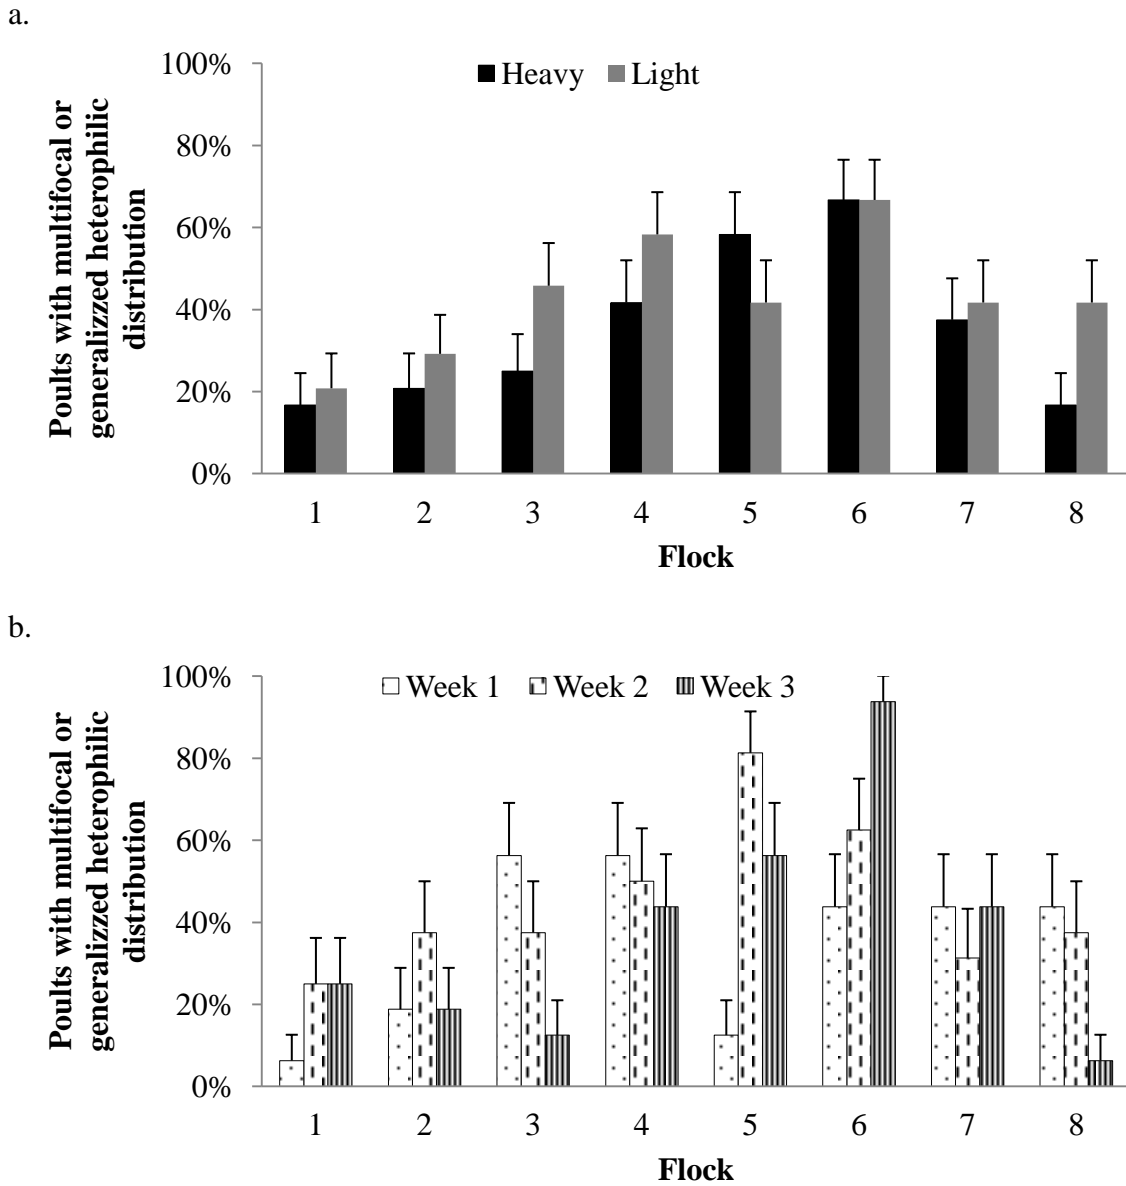 a.
100%
80%
60%
40%
20%
0%
Poults with multifocal or
generalizzed heterophilic
distribution
Heavy Light
1 2 3 4 5 6 7 8
Flock
b.
100%
80%
60%
40%
20%
0%
Poults with multifocal or
generalizzed heterophilic
distribution
Week 1 Week 2 Week 3
1 2 3 4 5 6 7 8
Flock